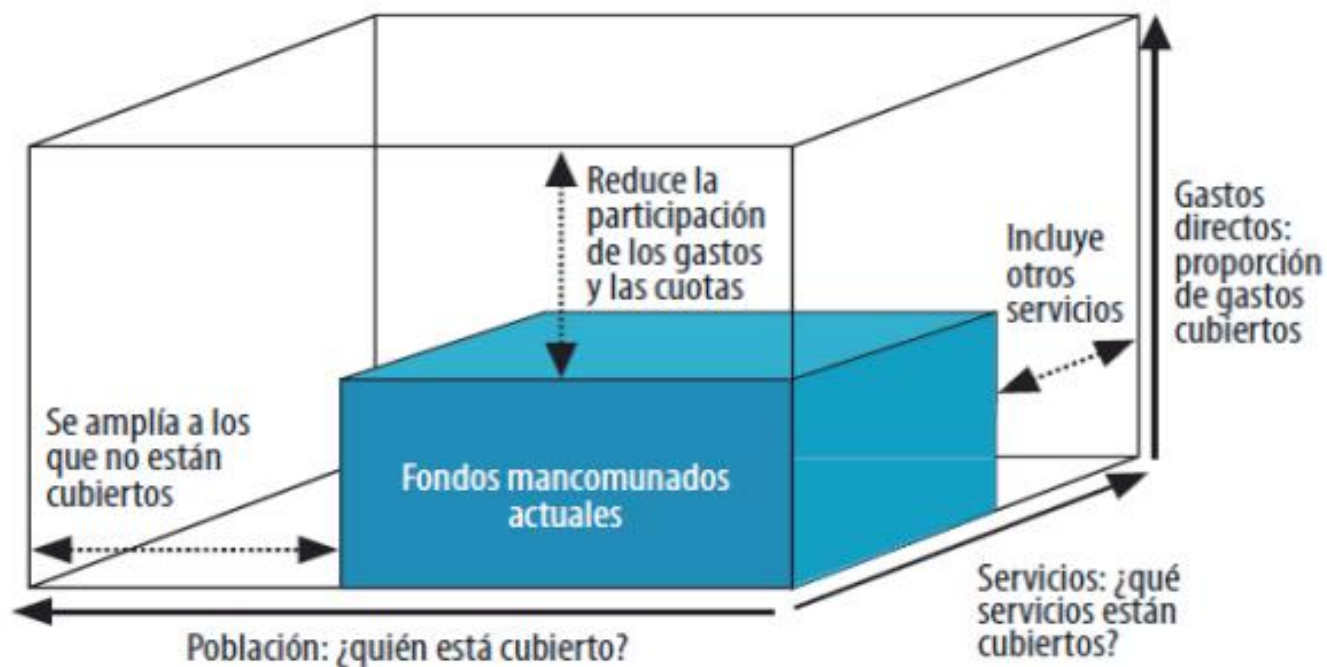 Reduce la
participación
de los gastos
y las cuotas
Incluye
otros
servicios
Gastos
directos:
proporción
de gastos
cubiertos
Se amplía a los
que no están
cubiertos
Fondos mancomunados
actuales
Servicios: ¿qué
servicios están
cubiertos?
Población: ¿quién está cubierto?